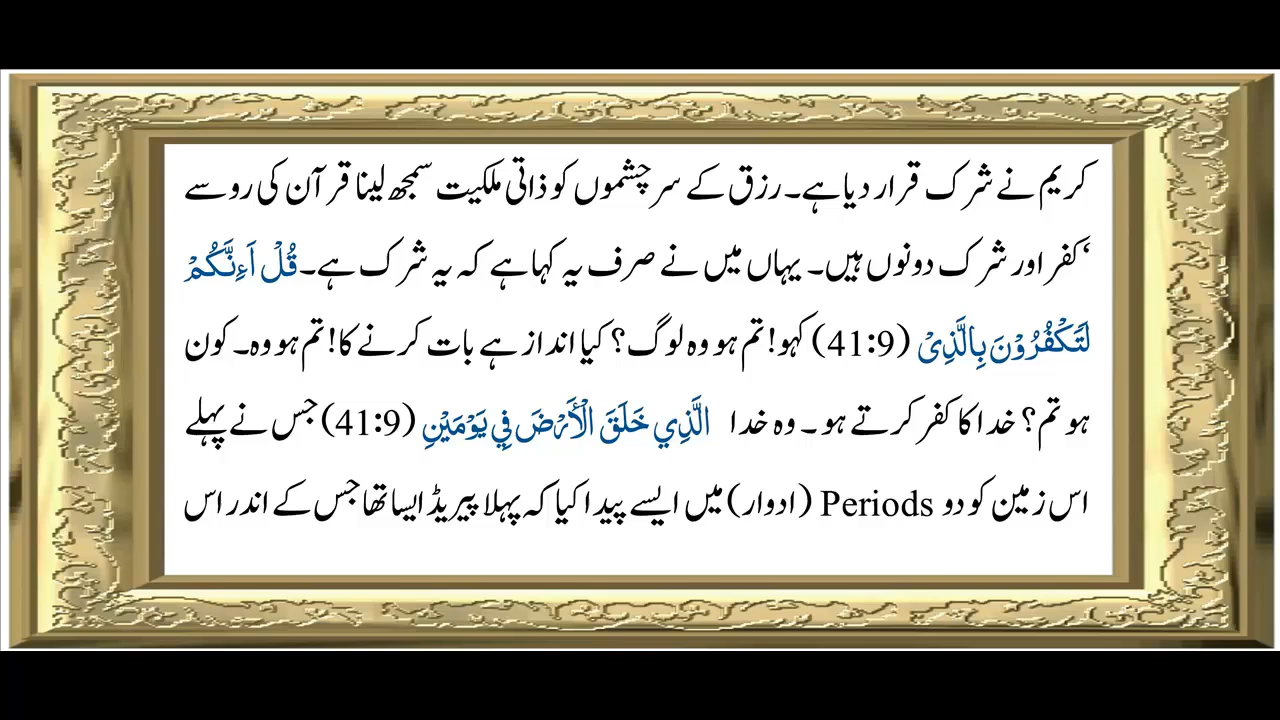 کریم نے شرک قرار دیا ہے۔ رزق کے سرچشموں کو ذاتی ملکیت سمجھ لینا قرآن کی رو سے
‘کفر اور شرک دونوں ہیں۔ یہاں میں نے صرف یہ کہا ہے کہ یہ شرک ہے۔ قُلْ اَءِنَّكُمْ
لَتَكْفُرُوْنَ بِالَّذِىْ (41:9) کہو! تم ہو وہ لوگ؟ کیا انداز ہے بات کرنے کا! تم ہو وہ۔ کون
ہو تم؟ خدا کا کفر کرتے ہو۔ وہ خدا الَّذِي خَلَقَ الْأَرْضَ فِي يَوْمَيْنِ (41:9) جس نے پہلے
اس زمین کو دو Periods (ادوار) میں ایسے پیدا کیا کہ پہلا پیریڈ ایسا تھا جس کے اندر اس